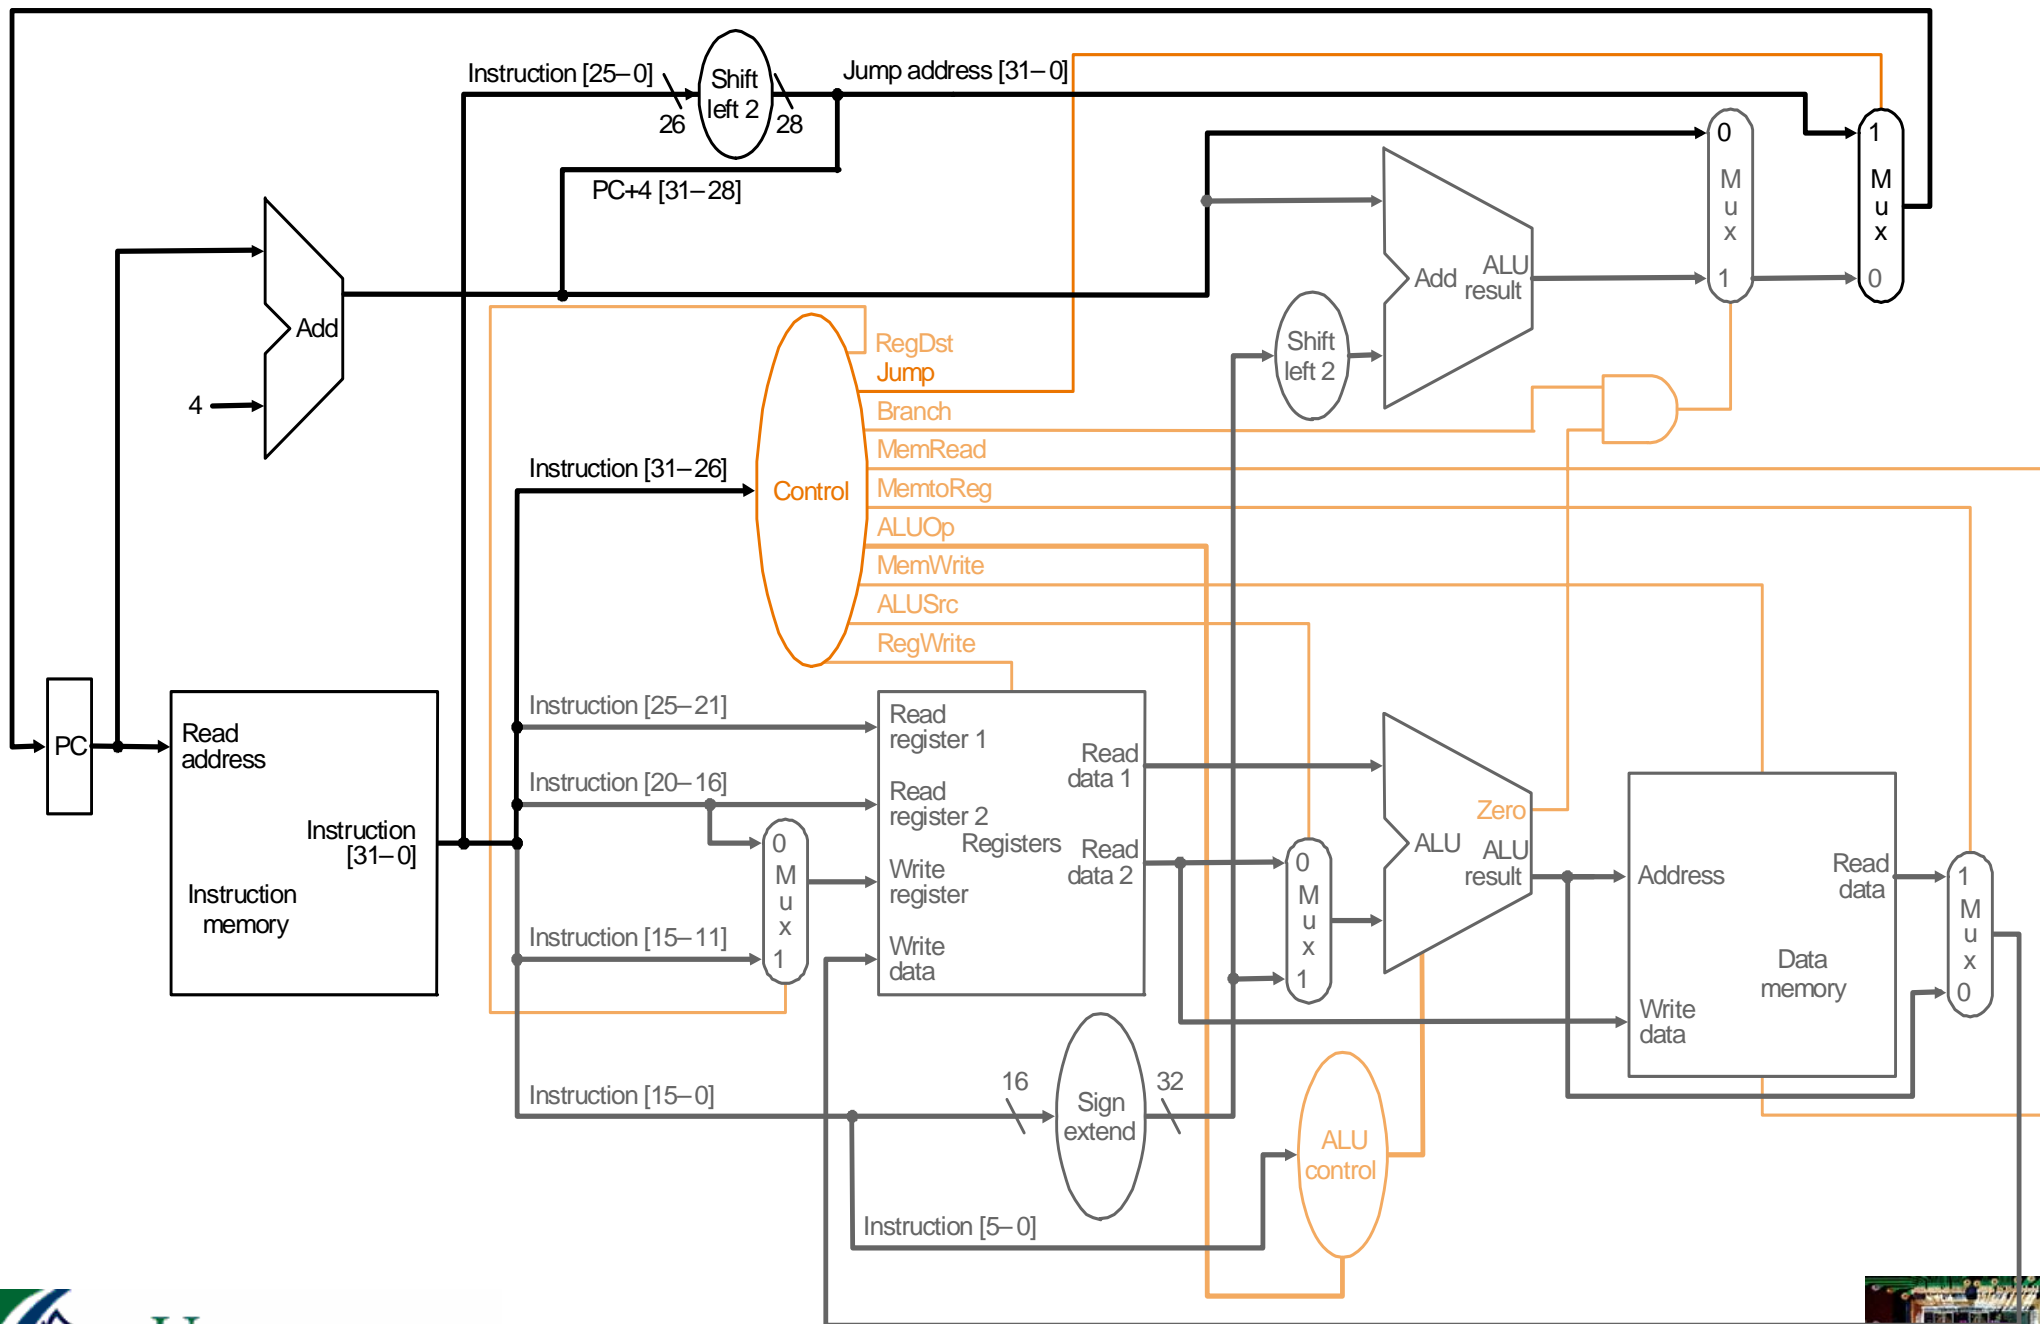 Instruction [25–0]
26
Shift
left 2
28
Jump address [31–0]
PC+4 [31–28]
Add
4
0
M
u
x
1
1
M
u
x
0
Add
ALU
result
Shift
left 2
RegDst
Jump
Branch
MemRead
MemtoReg
ALUOp
MemWrite
ALUSrc
RegWrite
Control
Instruction [31–26]
PC
Read
address
Instruction
[31–0]
Instruction
memory
Instruction [25–21]
Instruction [20–16]
Instruction [15–11]
0
M
u
x
1
Read
register 1
Read
register 2
Registers
Write
register
Write
data
Read
data 1
Read
data 2
0
M
u
x
1
Zero
ALU
ALU
result
Address
Read
data
Data
memory
Write
data
1
M
u
x
0
Instruction [15–0]
16
Sign
extend
32
ALU
control
Instruction [5–0]